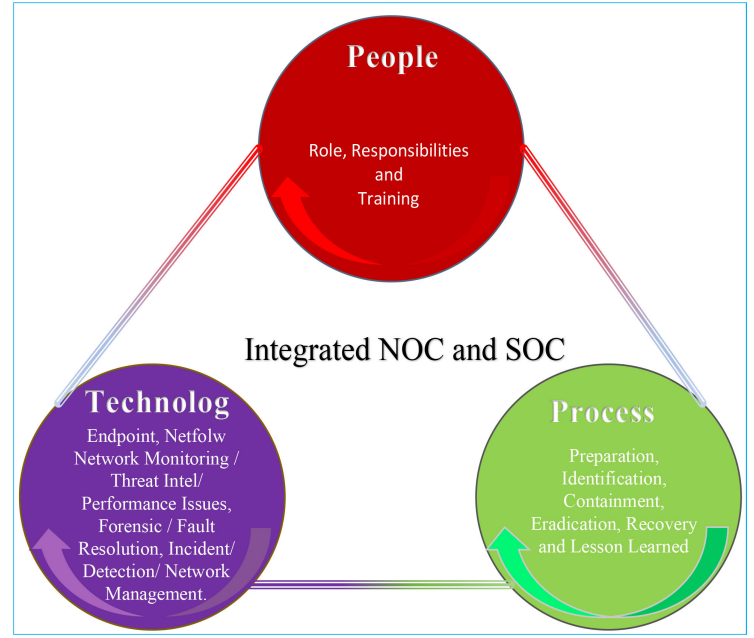 People
Role, Responsibilities
and
Training
Integrated NOC and SOC
Technolog
Endpoint, Netfolw
Network Monitoring /
Threat Intel/
Performance Issues,
Forensic / Fault
Resolution, Incident/
Detection/ Network
Management.
Process
Preparation,
Identification,
Containment,
Eradication, Recovery
and Lesson Learned